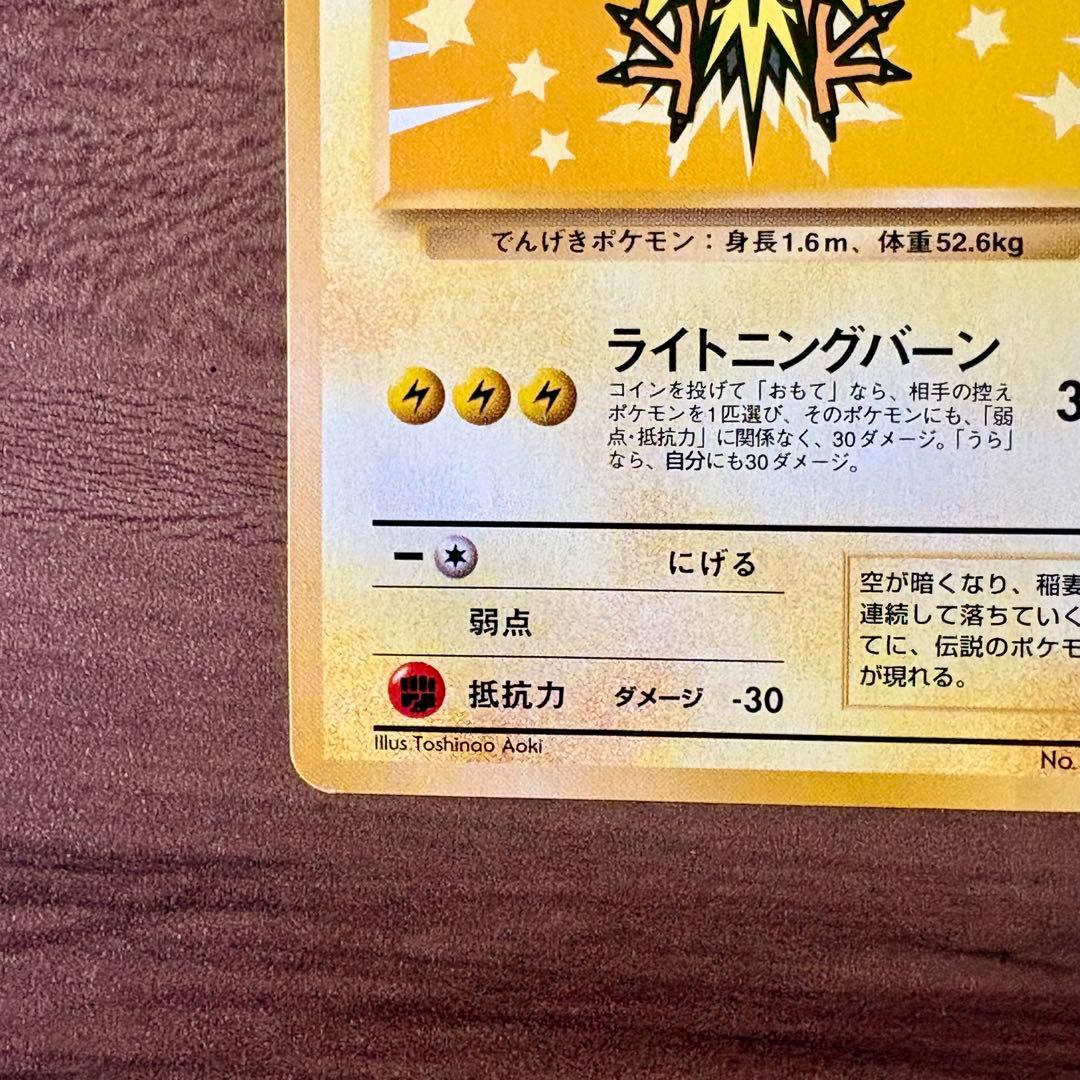 でんげきポケモン：身長1.6m、体重52.6kg
ライトニングバーン
3
コインを投げて「おもて」なら、相手の控え
ポケモンを1匹選び、そのポケモンにも、「弱
点・抵抗力」に関係なく、30ダメージ。「うら」
なら、自分にも30ダメージ。
にげる
弱点
抵抗力 ダメージ -30
空が暗くなり、稲妻
連続して落ちていく
てに、伝説のポケモ
が現れる。
Illus.Toshinao Aoki
No.